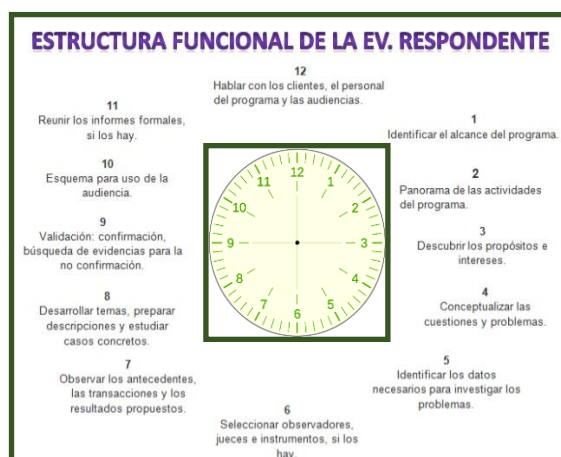 ESTRUCTURA FUNCIONAL DE LA EV. RESPONDENTE
12
Hablar con los clientes, el personal
del programa y las audiencias.
1
Identificar el alcance del programa.
2
Panorama de las actividades
del programa.
3
Descubrir los propósitos e
intereses.
4
Conceptualizar las
cuestiones y problemas.
5
Identificar los datos
necesarios para investigar los
problemas.
6
Seleccionar observadores,
jueces e instrumentos, si los
hay.
7
Observar los antecedentes,
las transacciones y los
resultados propuestos.
8
Desarrollar temas, preparar
descripciones y estudiar
casos concretos.
9
Validación: confirmación,
búsqueda de evidencias para la
no confirmación.
10
Esquema para uso de la
audiencia.
11
Reunir los informes formales,
si los hay.
12
1
2
3
4
5
6
7
8
9
10
11